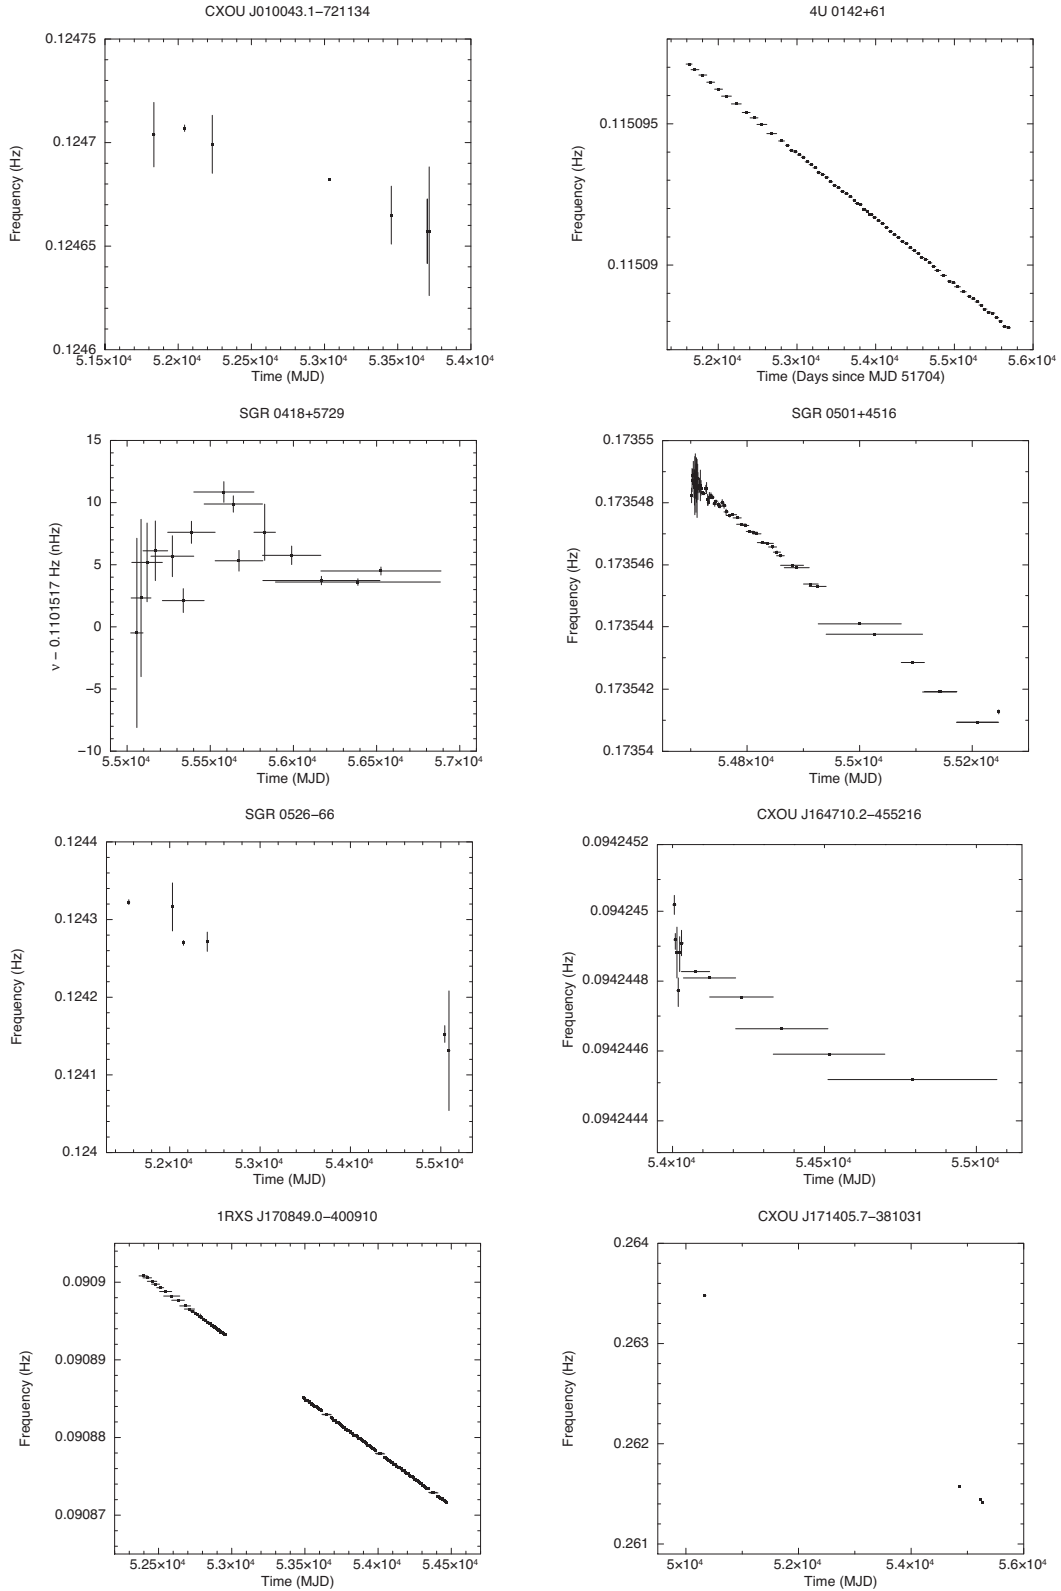 CXOU J010043.1−721134
0.12475
0.1247
0.12465
0.1246
Frequency (Hz)
5.15×10⁴ 5.2×10⁴ 5.25×10⁴ 5.3×10⁴ 5.35×10⁴ 5.4×10⁴
Time (MJD)
4U 0142+61
0.115095
0.11509
Frequency (Hz)
5.2×10⁴ 5.3×10⁴ 5.4×10⁴ 5.5×10⁴ 5.6×10⁴
Time (Days since MJD 51704)
SGR 0418+5729
15
10
5
0
−5
−10
ν − 0.1101517 Hz (nHz)
5.5×10⁴ 5.55×10⁴ 5.6×10⁴ 5.65×10⁴ 5.7×10⁴
Time (MJD)
SGR 0501+4516
0.17355
0.173548
0.173546
0.173544
0.173542
0.17354
Frequency (Hz)
5.48×10⁴ 5.5×10⁴ 5.52×10⁴
Time (MJD)
SGR 0526−66
0.1244
0.1243
0.1242
0.1241
0.124
Frequency (Hz)
5.2×10⁴ 5.3×10⁴ 5.4×10⁴ 5.5×10⁴
Time (MJD)
CXOU J164710.2−455216
0.0942452
0.094245
0.0942448
0.0942446
0.0942444
Frequency (Hz)
5.4×10⁴ 5.45×10⁴ 5.5×10⁴
Time (MJD)
1RXS J170849.0−400910
0.0909
0.09089
0.09088
0.09087
Frequency (Hz)
5.25×10⁴ 5.3×10⁴ 5.35×10⁴ 5.4×10⁴ 5.45×10⁴
Time (MJD)
CXOU J171405.7−381031
0.264
0.263
0.262
0.261
Frequency (Hz)
5×10⁴ 5.2×10⁴ 5.4×10⁴ 5.6×10⁴
Time (MJD)